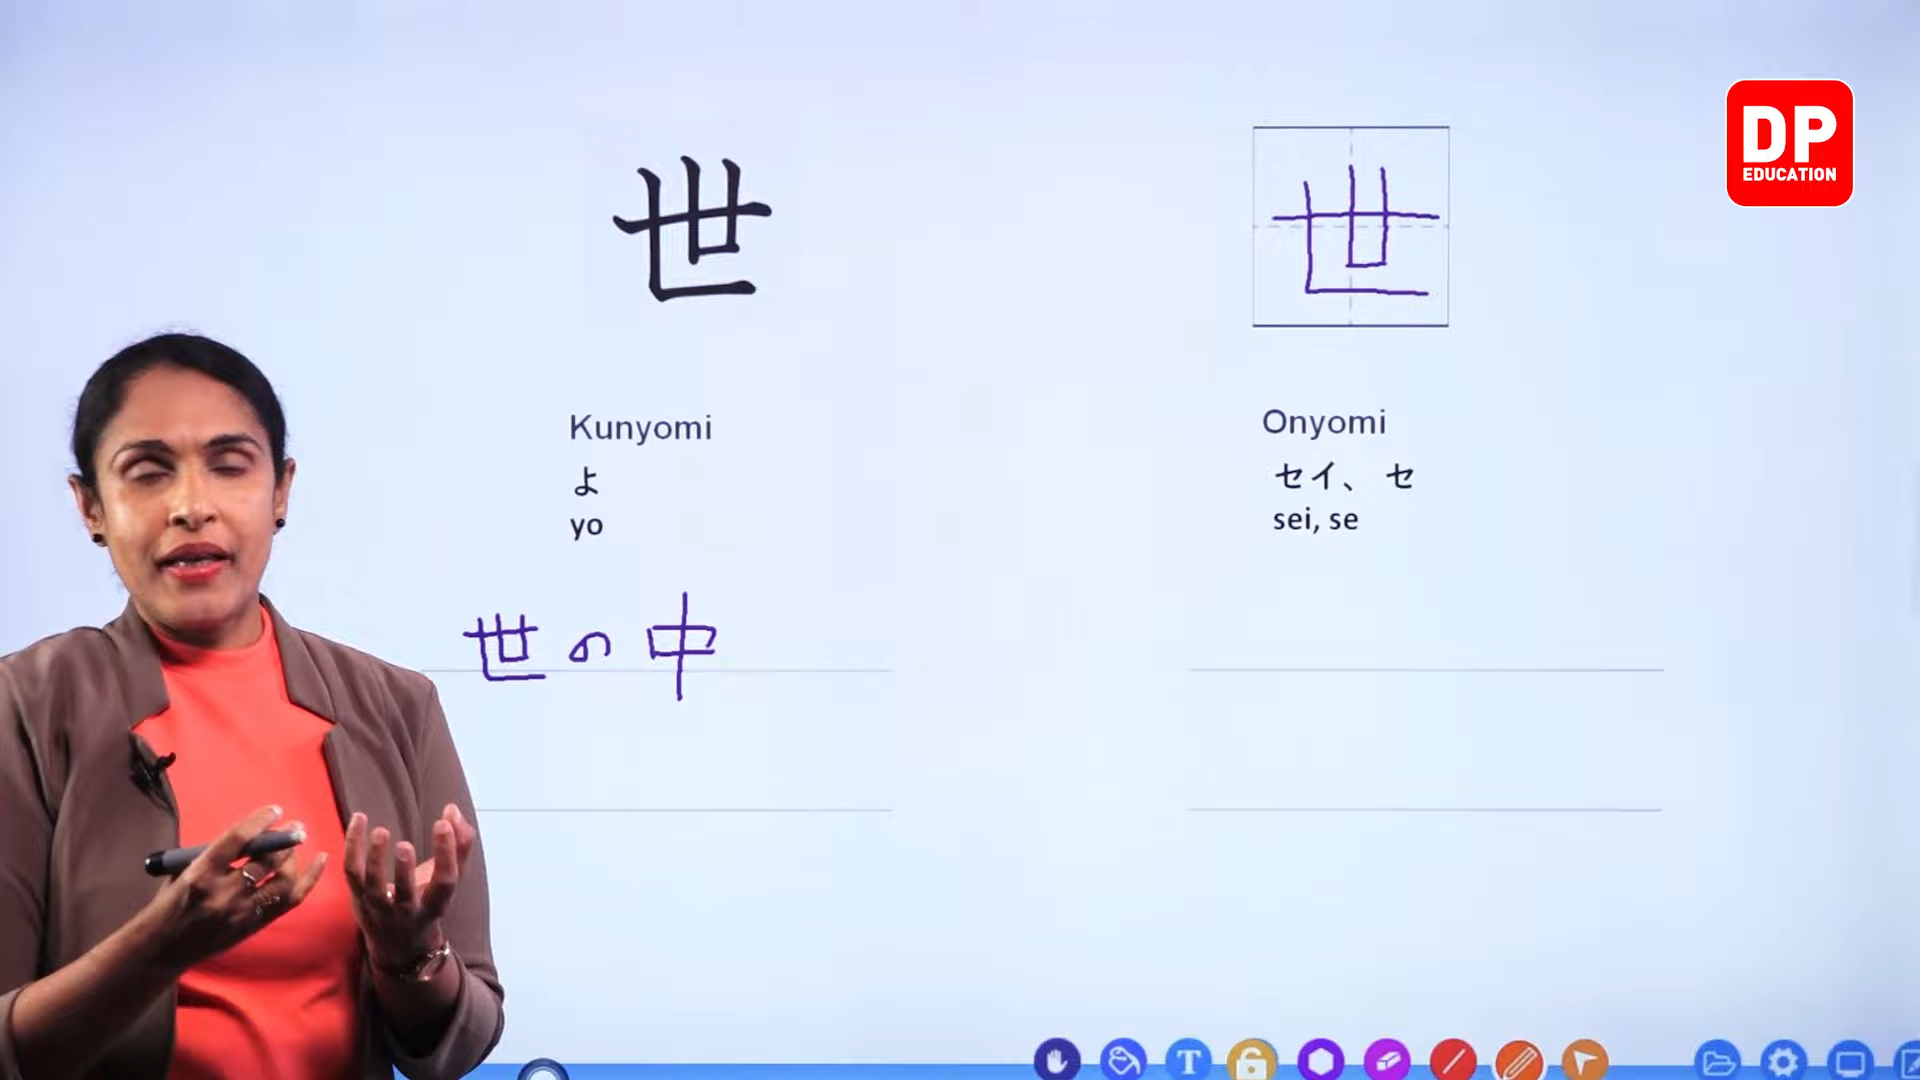 DP
EDUCATION
世
世
Kunyomi
よ
yo
Onyomi
セイ、 セ
sei, se
世の中
T